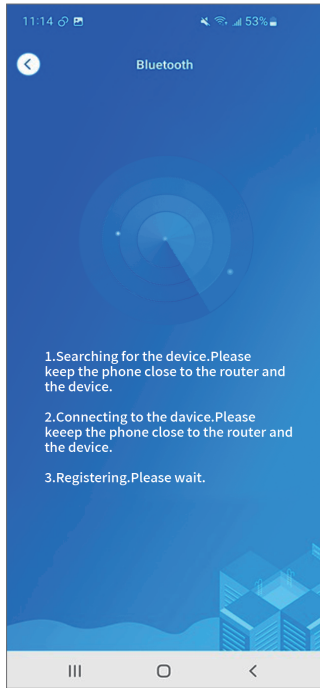 11:14 53%
Bluetooth
1.Searching for the device.Please
keep the phone close to the router and
the device.
2.Connecting to the davice.Please
keeep the phone close to the router and
the device.
3.Registering.Please wait.